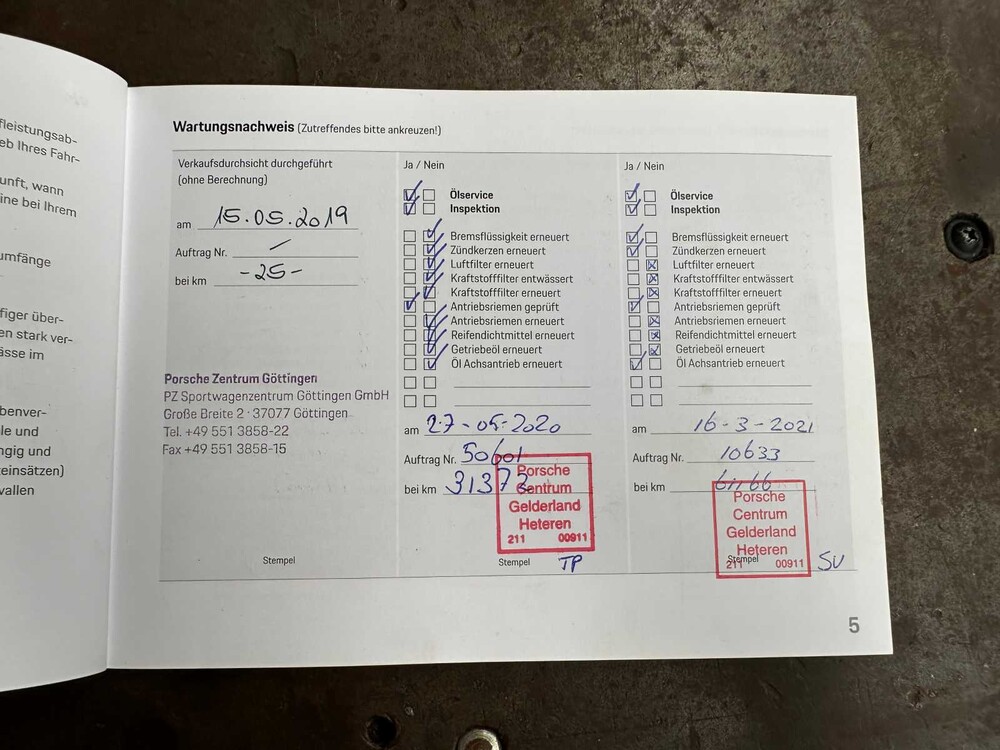 fleistungsab-
eb Ihres Fahr-
unft, wann
ine bei Ihrem
umfänge
figer über-
en stark ver-
ässe im
benver-
le und
ngig und
teinsätzen)
vallen
Wartungsnachweis (Zutreffendes bitte ankreuzen!)
Verkaufsdurchsicht durchgeführt
(ohne Berechnung)
am 15.05.2019
Auftrag Nr. /
bei km -25-
Porsche Zentrum Göttingen
PZ Sportwagenzentrum Göttingen GmbH
Große Breite 2 · 37077 Göttingen
Tel. +49 551 3858-22
Fax +49 551 3858-15
Stempel
Ja / Nein
Ölservice
Inspektion
Bremsflüssigkeit erneuert
Zündkerzen erneuert
Luftfilter erneuert
Kraftstofffilter entwässert
Kraftstofffilter erneuert
Antriebsriemen geprüft
Antriebsriemen erneuert
Reifendichtmittel erneuert
Getriebeöl erneuert
Öl Achsantrieb erneuert
am 27-05-2020
Auftrag Nr. 50601
bei km 31372
Porsche
Centrum
Gelderland
Heteren
211 00911
Stempel TP
Ja / Nein
Ölservice
Inspektion
Bremsflüssigkeit erneuert
Zündkerzen erneuert
Luftfilter erneuert
Kraftstofffilter entwässert
Kraftstofffilter erneuert
Antriebsriemen geprüft
Antriebsriemen erneuert
Reifendichtmittel erneuert
Getriebeöl erneuert
Öl Achsantrieb erneuert
am 16-3-2021
Auftrag Nr. 10633
bei km 61166
Porsche
Centrum
Gelderland
Heteren
211 00911
Stempel SU
5